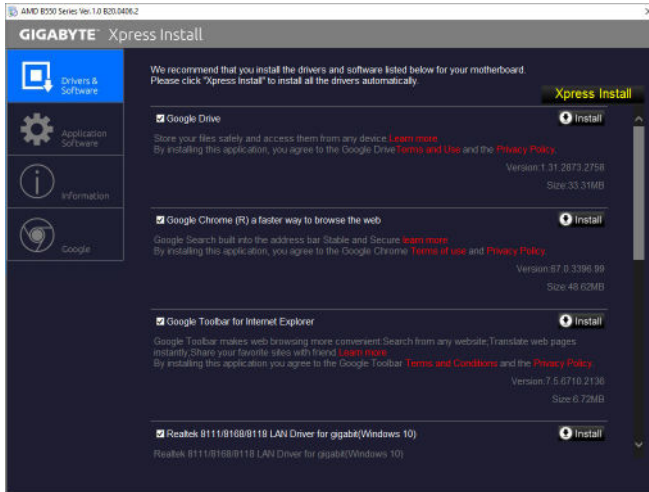 AMD B550 Series Ver.1.0 B20.0406.2
GIGABYTE™ Xpress Install
Drivers &
Software
Application
Software
Information
Google
We recommend that you install the drivers and software listed below for your motherboard.
Please click "Xpress Install" to install all the drivers automatically.
Xpress Install
Google Drive
Install
Store your files safely and access them from any device.Learn more
By installing this application, you agree to the Google DriveTerms and Use and the Privacy Policy.
Version:1.31.2873.2758
Size:33.31MB
Google Chrome (R) a faster way to browse the web
Install
Google Search built into the address bar Stable and Secure learn more
By installing this application, you agree to the Google Chrome Terms of use and Privacy Policy.
Version:67.0.3396.99
Size:48.62MB
Google Toolbar for Internet Explorer
Install
Google Toolbar makes web browsing more convenient.Search from any website;Translate web pages
instantly;Share your favorite sites with friend Learn more
By installing this application you agree to the Google Toolbar Terms and Conditions and the Privacy Policy.
Version:7.5.6710.2136
Size:6.72MB
Realtek 8111/8168/8118 LAN Driver for gigabit(Windows 10)
Install
Realtek 8111/8168/8118 LAN Driver for gigabit(Windows 10)